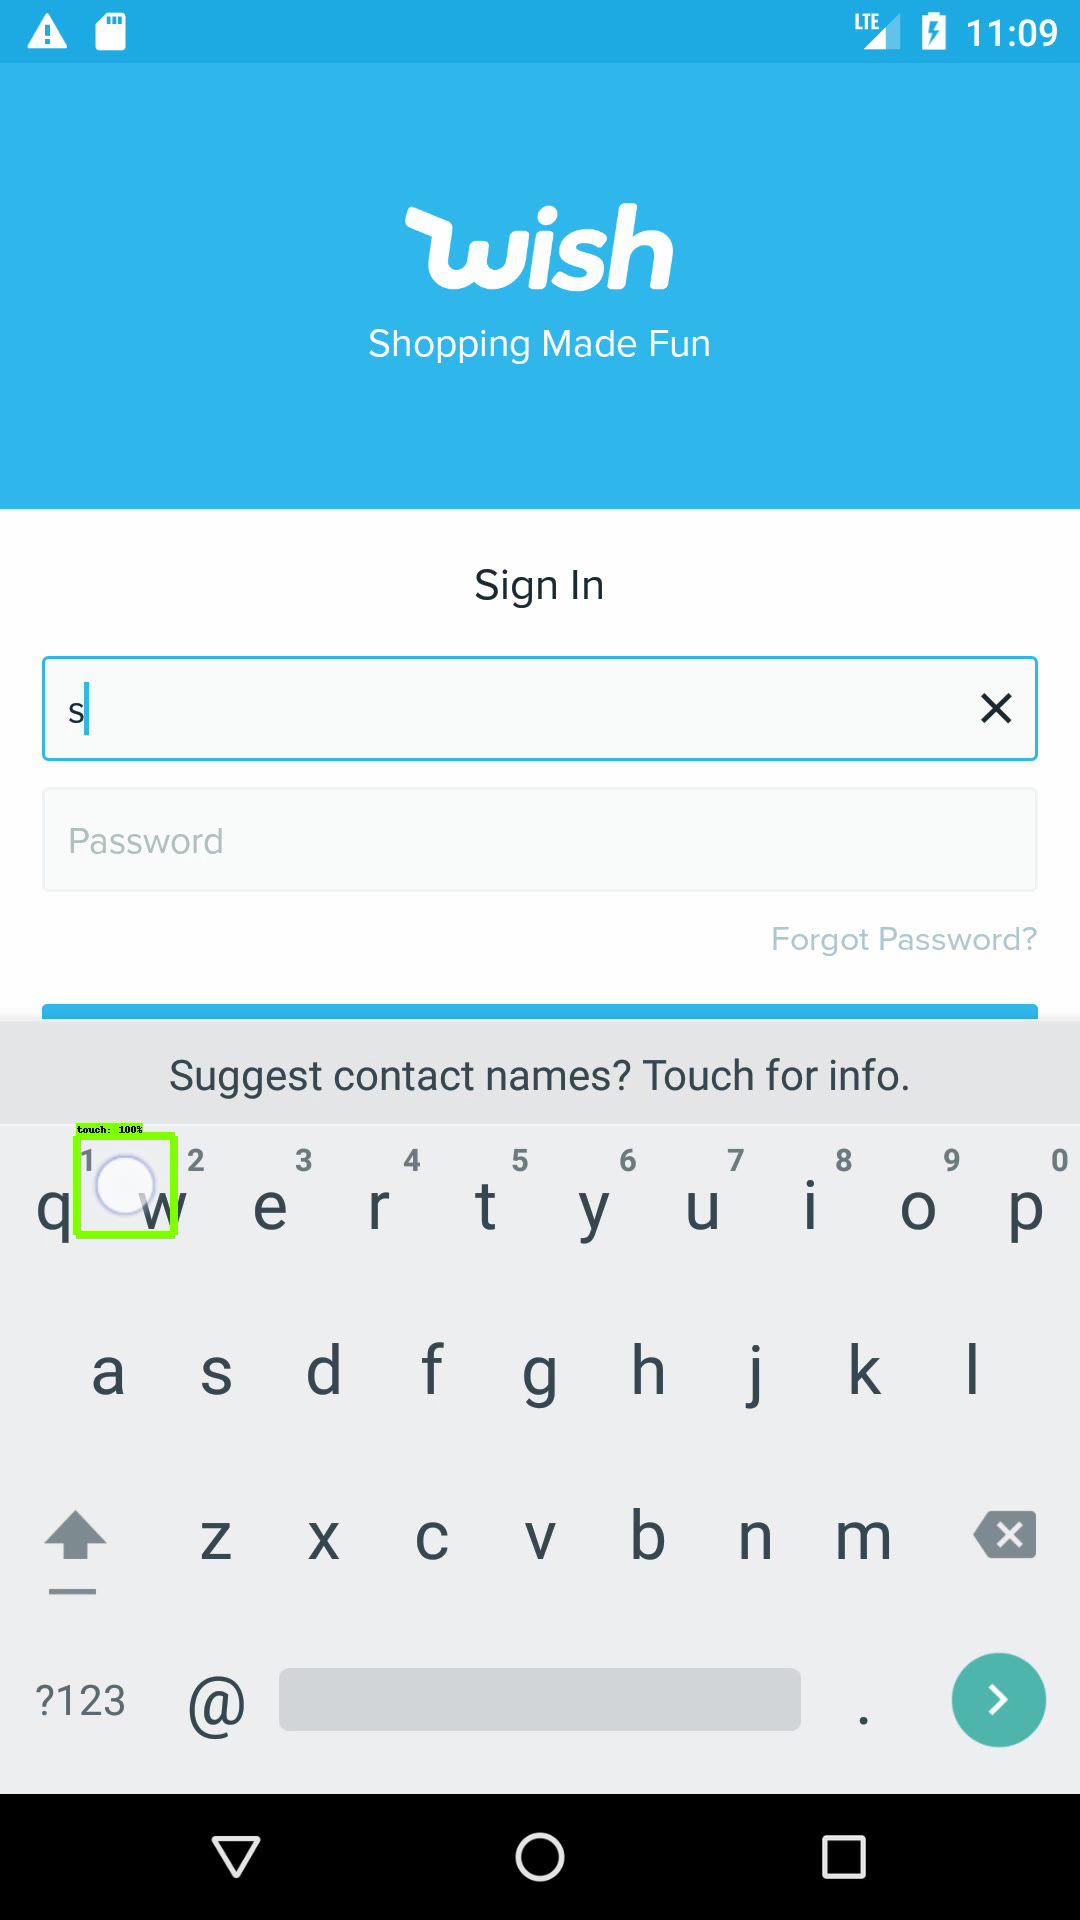 LTE 11:09
wish
Shopping Made Fun
Sign In
s
Password
Forgot Password?
Suggest contact names? Touch for info.
touch: 100%
1 2 3 4 5 6 7 8 9 0
q w e r t y u i o p
a s d f g h j k l
z x c v b n m
?123 @ .